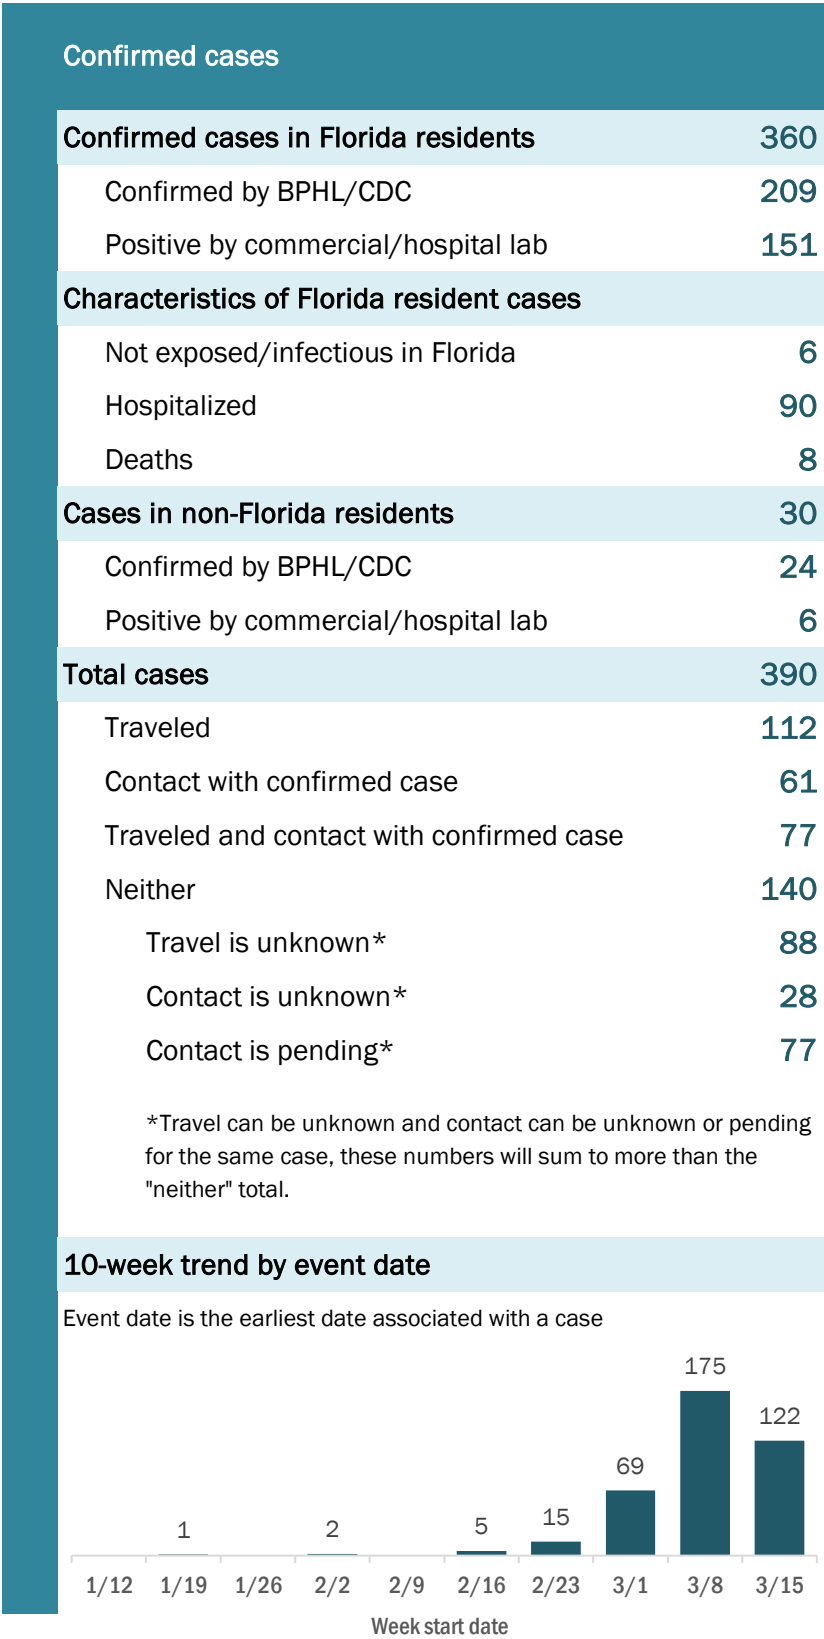 Confirmed cases
Confirmed cases in Florida residents 360
Confirmed by BPHL/CDC 209
Positive by commercial/hospital lab 151
Characteristics of Florida resident cases
Not exposed/infectious in Florida 6
Hospitalized 90
Deaths 8
Cases in non-Florida residents 30
Confirmed by BPHL/CDC 24
Positive by commercial/hospital lab 6
Total cases 390
Traveled 112
Contact with confirmed case 61
Traveled and contact with confirmed case 77
Neither 140
Travel is unknown* 88
Contact is unknown* 28
Contact is pending* 77
*Travel can be unknown and contact can be unknown or pending
for the same case, these numbers will sum to more than the
"neither" total.
10-week trend by event date
Event date is the earliest date associated with a case
1 2 5 15 69 175 122
1/12 1/19 1/26 2/2 2/9 2/16 2/23 3/1 3/8 3/15
Week start date